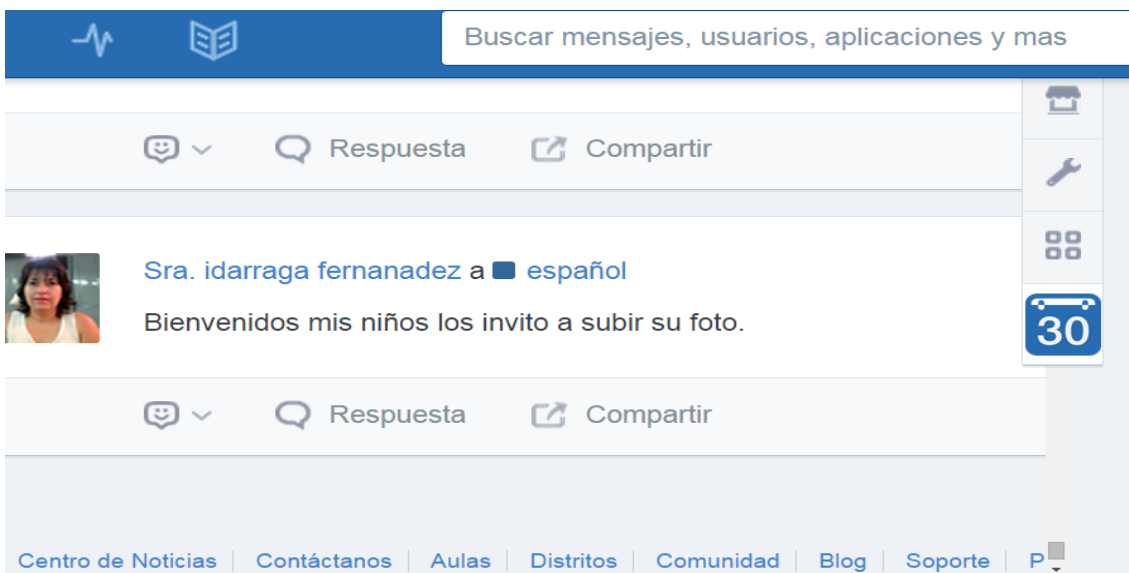 Buscar mensajes, usuarios, aplicaciones y mas
Respuesta Compartir
Sra. idarraga fernanadez a español
Bienvenidos mis niños los invito a subir su foto.
30
Respuesta Compartir
Centro de Noticias Contáctanos Aulas Distritos Comunidad Blog Soporte P